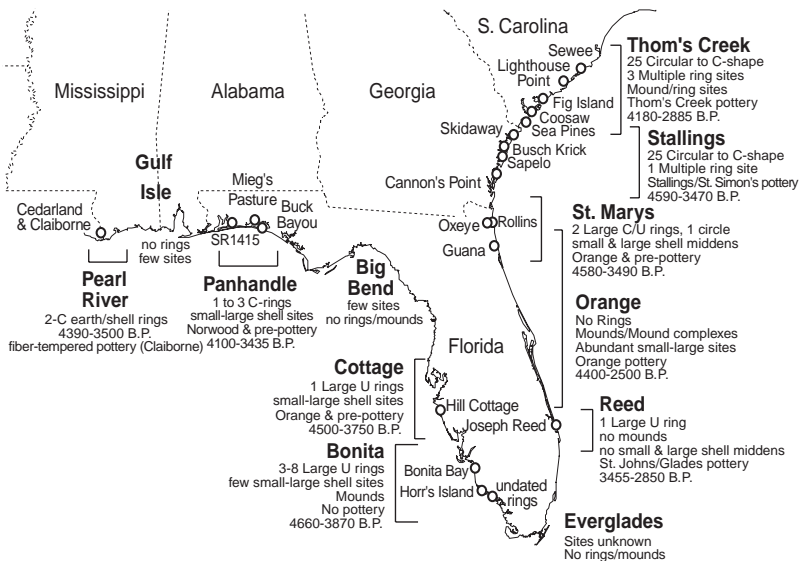 S. Carolina
Sewee
Lighthouse
Point
Fig Island
Coosaw
Sea Pines
Skidaway
Busch Krick
Sapelo
Cannon's Point
Mississippi
Alabama
Georgia
Thom's Creek
25 Circular to C-shape
3 Multiple ring sites
Mound/ring sites
Thom's Creek pottery
4180-2885 B.P.
Stallings
25 Circular to C-shape
1 Multiple ring site
Stallings/St. Simon's pottery
4590-3470 B.P.
Gulf
Isle
no rings
few sites
Cedarland
& Claiborne
Mieg's
Pasture
Buck
Bayou
SR1415
Oxeye
Rollins
Guana
St. Marys
2 Large C/U rings, 1 circle
small & large shell middens
Orange & pre-pottery
4580-3490 B.P.
Pearl
River
2-C earth/shell rings
4390-3500 B.P.
fiber-tempered pottery (Claiborne)
Panhandle
1 to 3 C-rings
small-large shell sites
Norwood & pre-pottery
4100-3435 B.P.
Big
Bend
few sites
no rings/mounds
Orange
No Rings
Mounds/Mound complexes
Abundant small-large sites
Orange pottery
4400-2500 B.P.
Florida
Cottage
1 Large U rings
small-large shell sites
Orange & pre-pottery
4500-3750 B.P.
Hill Cottage
Joseph Reed
Reed
1 Large U ring
no mounds
no small & large shell middens
St. Johns/Glades pottery
3455-2850 B.P.
Bonita
3-8 Large U rings
few small-large shell sites
Mounds
No pottery
4660-3870 B.P.
Bonita Bay
Horr's Island
undated
rings
Everglades
Sites unknown
No rings/mounds